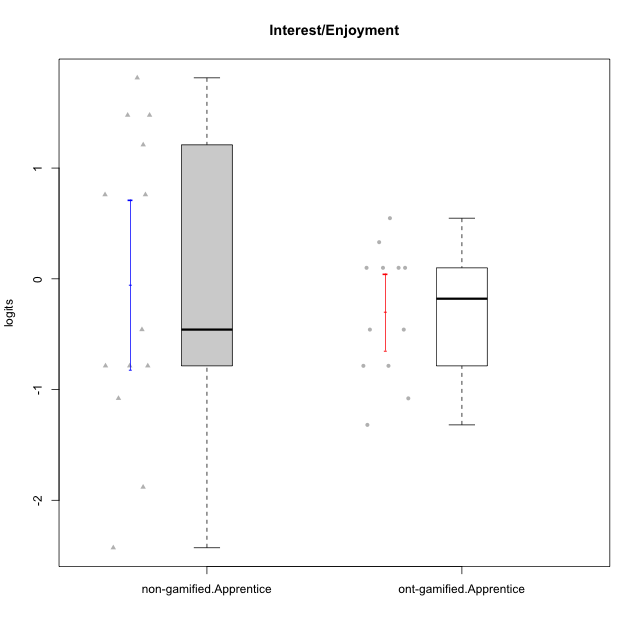 Interest/Enjoyment
logits
1
0
-1
-2
non-gamified.Apprentice
ont-gamified.Apprentice